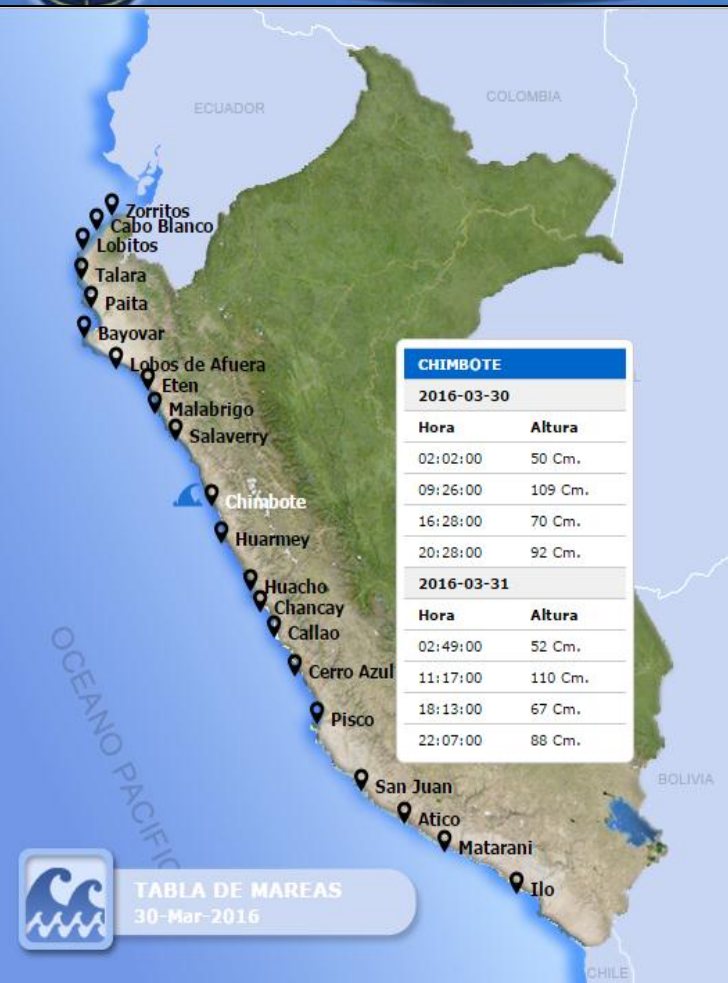 ECUADOR
COLOMBIA
Zorritos
Cabo Blanco
Lobitos
Talara
Paita
Bayovar
Lobos de Afuera
Eten
Malabrigo
Salaverry
Chimbote
Huarmey
Huacho
Chancay
Callao
Cerro Azul
Pisco
San Juan
Atico
Matarani
Ilo
CHIMBOTE
2016-03-30
Hora Altura
02:02:00 50 Cm.
09:26:00 109 Cm.
16:28:00 70 Cm.
20:28:00 92 Cm.
2016-03-31
Hora Altura
02:49:00 52 Cm.
11:17:00 110 Cm.
18:13:00 67 Cm.
22:07:00 88 Cm.
OCEANO PACIFIC
BOLIVIA
TABLA DE MAREAS
30-Mar-2016
CHILE